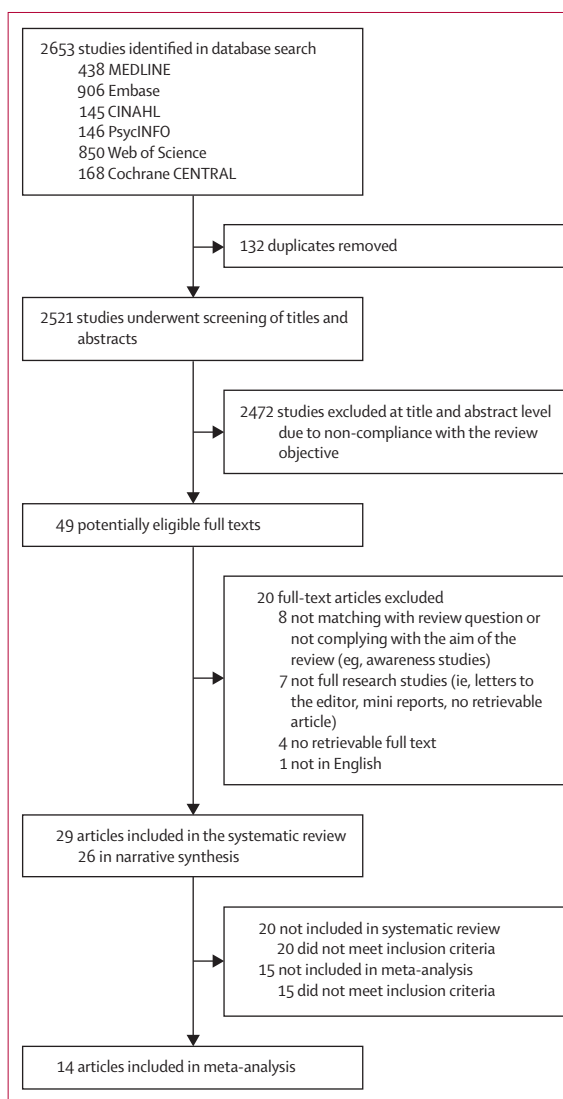 2653 studies identified in database search
438 MEDLINE
906 Embase
145 CINAHL
146 PsycINFO
850 Web of Science
168 Cochrane CENTRAL
132 duplicates removed
2521 studies underwent screening of titles and
abstracts
2472 studies excluded at title and abstract level
due to non-compliance with the review
objective
49 potentially eligible full texts
20 full-text articles excluded
8 not matching with review question or
not complying with the aim of the
review (eg, awareness studies)
7 not full research studies (ie, letters to
the editor, mini reports, no retrievable
article)
4 no retrievable full text
1 not in English
29 articles included in the systematic review
26 in narrative synthesis
20 not included in systematic review
20 did not meet inclusion criteria
15 not included in meta-analysis
15 did not meet inclusion criteria
14 articles included in meta-analysis